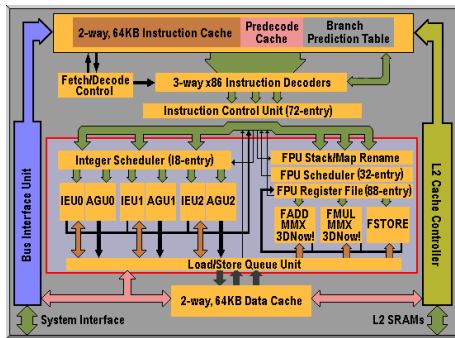 2-way, 64KB Instruction Cache
Predecode
Cache
Branch
Prediction Table
Fetch/Decode
Control
3-way x86 Instruction Decoders
Instruction Control Unit (72-entry)
Bus Interface Unit
L2 Cache Controller
Integer Scheduler (18-entry)
FPU Stack/Map Rename
FPU Scheduler (32-entry)
FPU Register File (88-entry)
IEU0
AGU0
IEU1
AGU1
IEU2
AGU2
FADD
MMX
3DNow!
FMUL
MMX
3DNow!
FSTORE
Load/Store Queue Unit
2-way, 64KB Data Cache
System Interface
L2 SRAMs